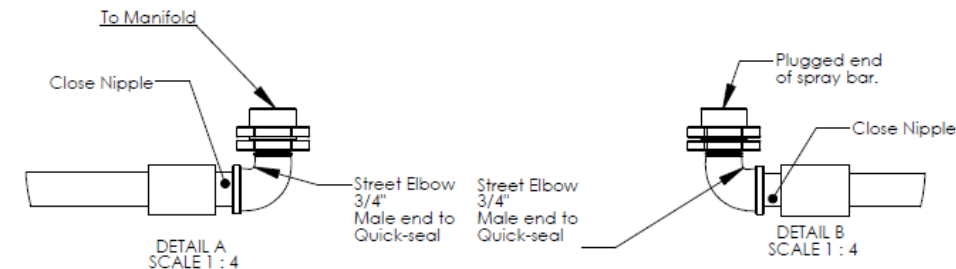 To Manifold
Close Nipple
Street Elbow
3/4"
Male end to
Quick-seal
DETAIL A
SCALE 1 : 4
Plugged end
of spray bar.
Close Nipple
Street Elbow
3/4"
Male end to
Quick-seal
DETAIL B
SCALE 1 : 4